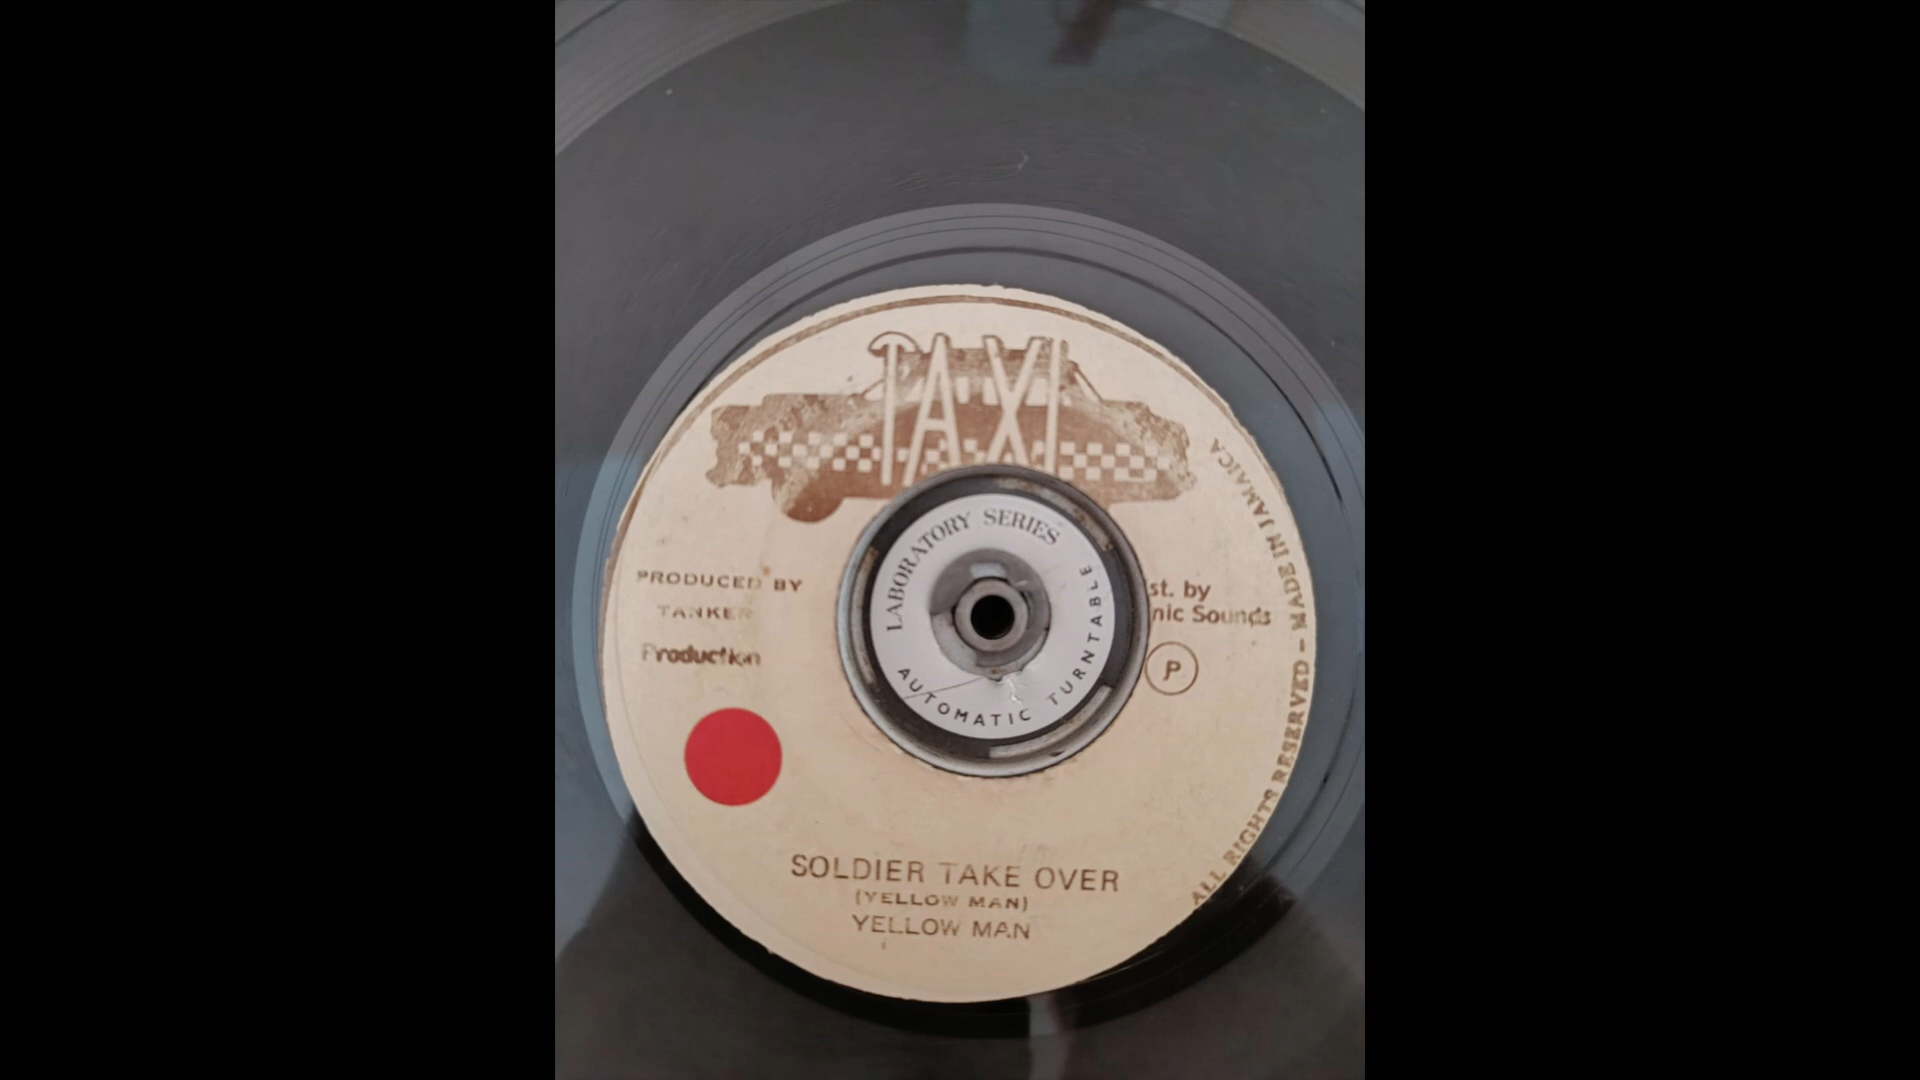 TAXI
PRODUCED BY
TANKER
Production
st. by
nic Sounds
P
LABORATORY SERIES
AUTOMATIC TURNTABLE
SOLDIER TAKE OVER
(YELLOW MAN)
YELLOW MAN
ALL RIGHTS RESERVED - MADE IN JAMAICA